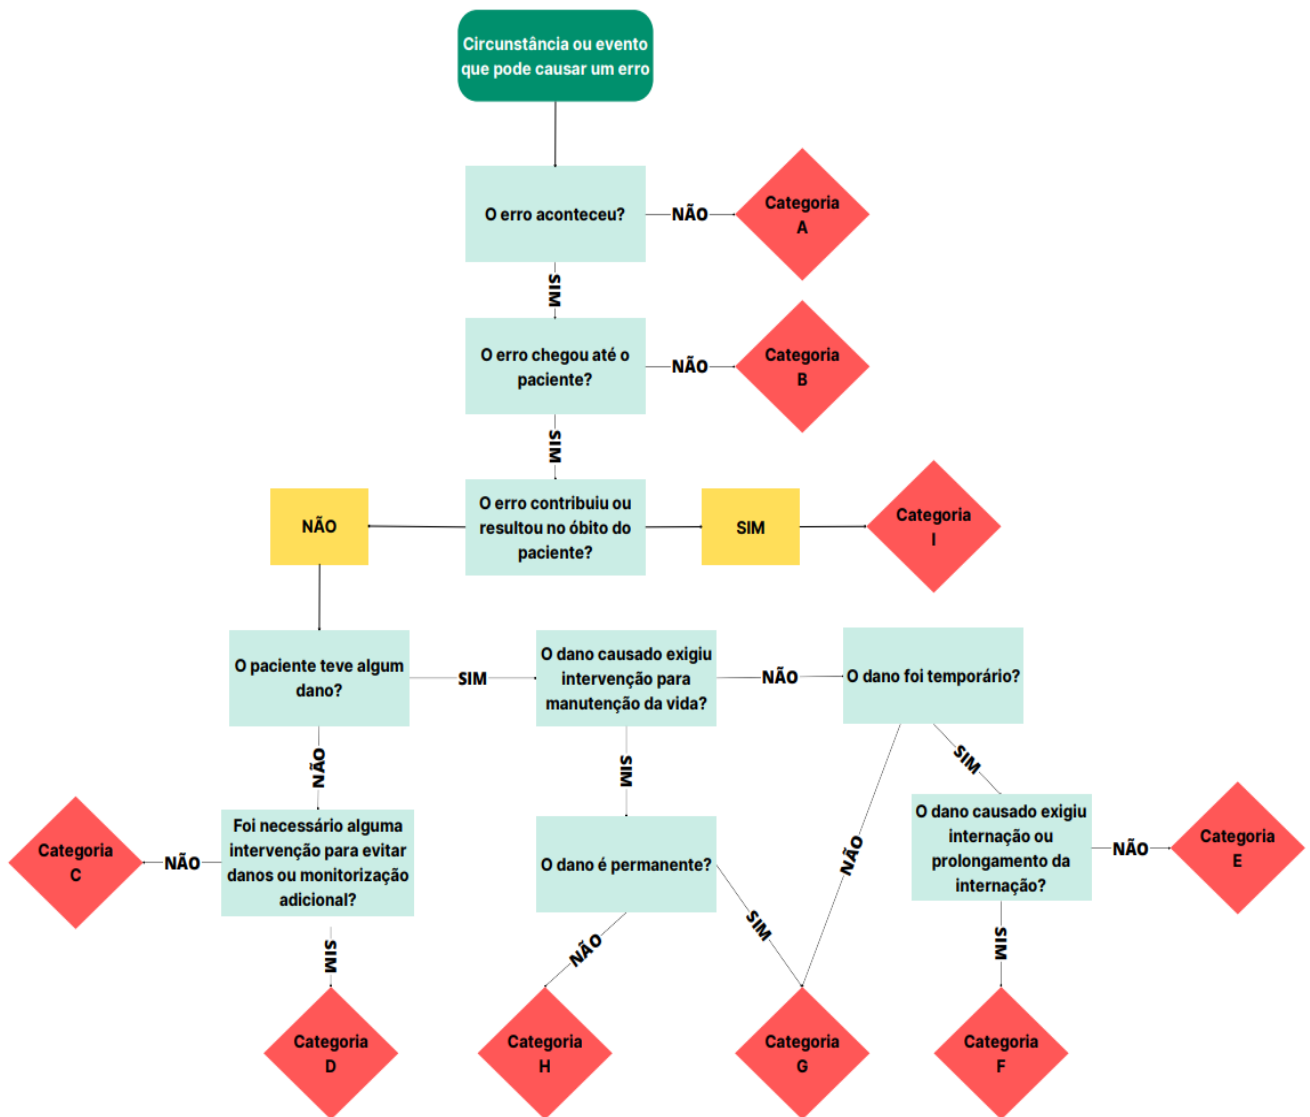 Circunstância ou evento
que pode causar um erro
O erro aconteceu?
NÃO
Categoria
A
SIM
O erro chegou até o
paciente?
NÃO
Categoria
B
SIM
NÃO
O erro contribuiu ou
resultou no óbito do
paciente?
SIM
Categoria
I
O paciente teve algum
dano?
SIM
O dano causado exigiu
intervenção para
manutenção da vida?
NÃO
O dano foi temporário?
NÃO
SIM
SIM
Categoria
C
NÃO
Foi necessário alguma
intervenção para evitar
danos ou monitorização
adicional?
O dano é permanente?
NÃO
O dano causado exigiu
internação ou
prolongamento da
internação?
NÃO
Categoria
E
SIM
NÃO
SIM
SIM
Categoria
D
Categoria
H
Categoria
G
Categoria
F